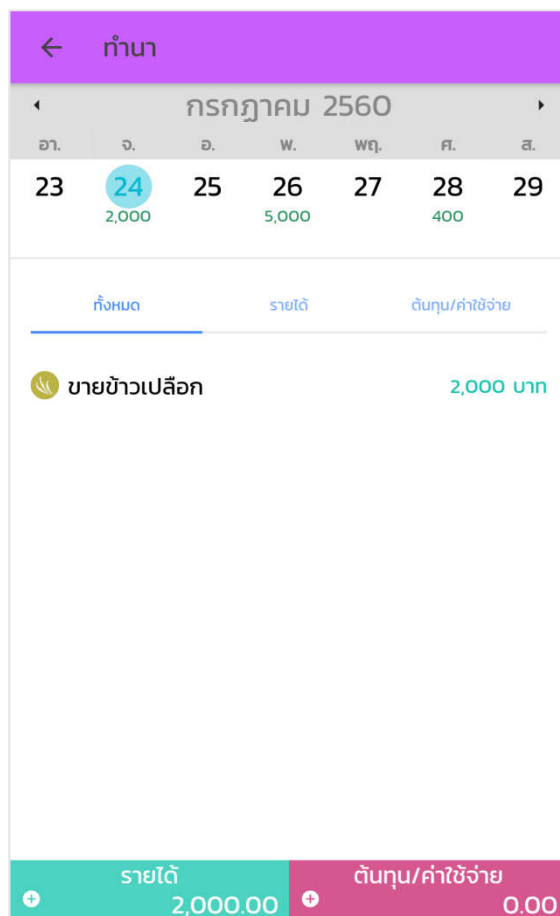 ทำนา
กรกฏาคม 2560
อา. จ. อ. พ. พฤ. ศ. ส.
23 24 25 26 27 28 29
2,000 5,000 400
ทั้งหมด รายได้ ต้นทุน/ค่าใช้จ่าย
ขายข้าวเปลือก 2,000 บาท
รายได้ ต้นทุน/ค่าใช้จ่าย
2,000.00 0.00